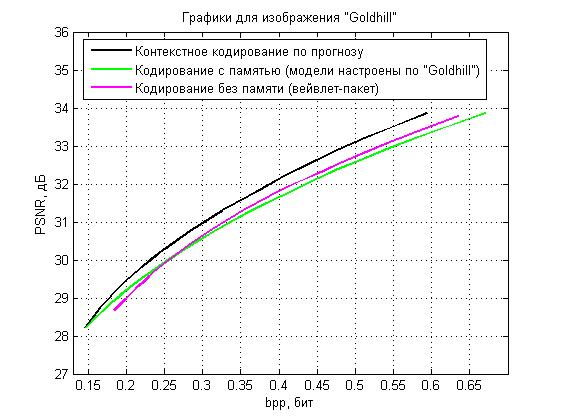 Графики для изображения "Goldhill"
36
35
34
33
32
31
30
29
28
27
PSNR, дБ
Контекстное кодирование по прогнозу
Кодирование с памятью (модели настроены по "Goldhill")
Кодирование без памяти (вейвлет-пакет)
0.15 0.2 0.25 0.3 0.35 0.4 0.45 0.5 0.55 0.6 0.65
bpp, бит